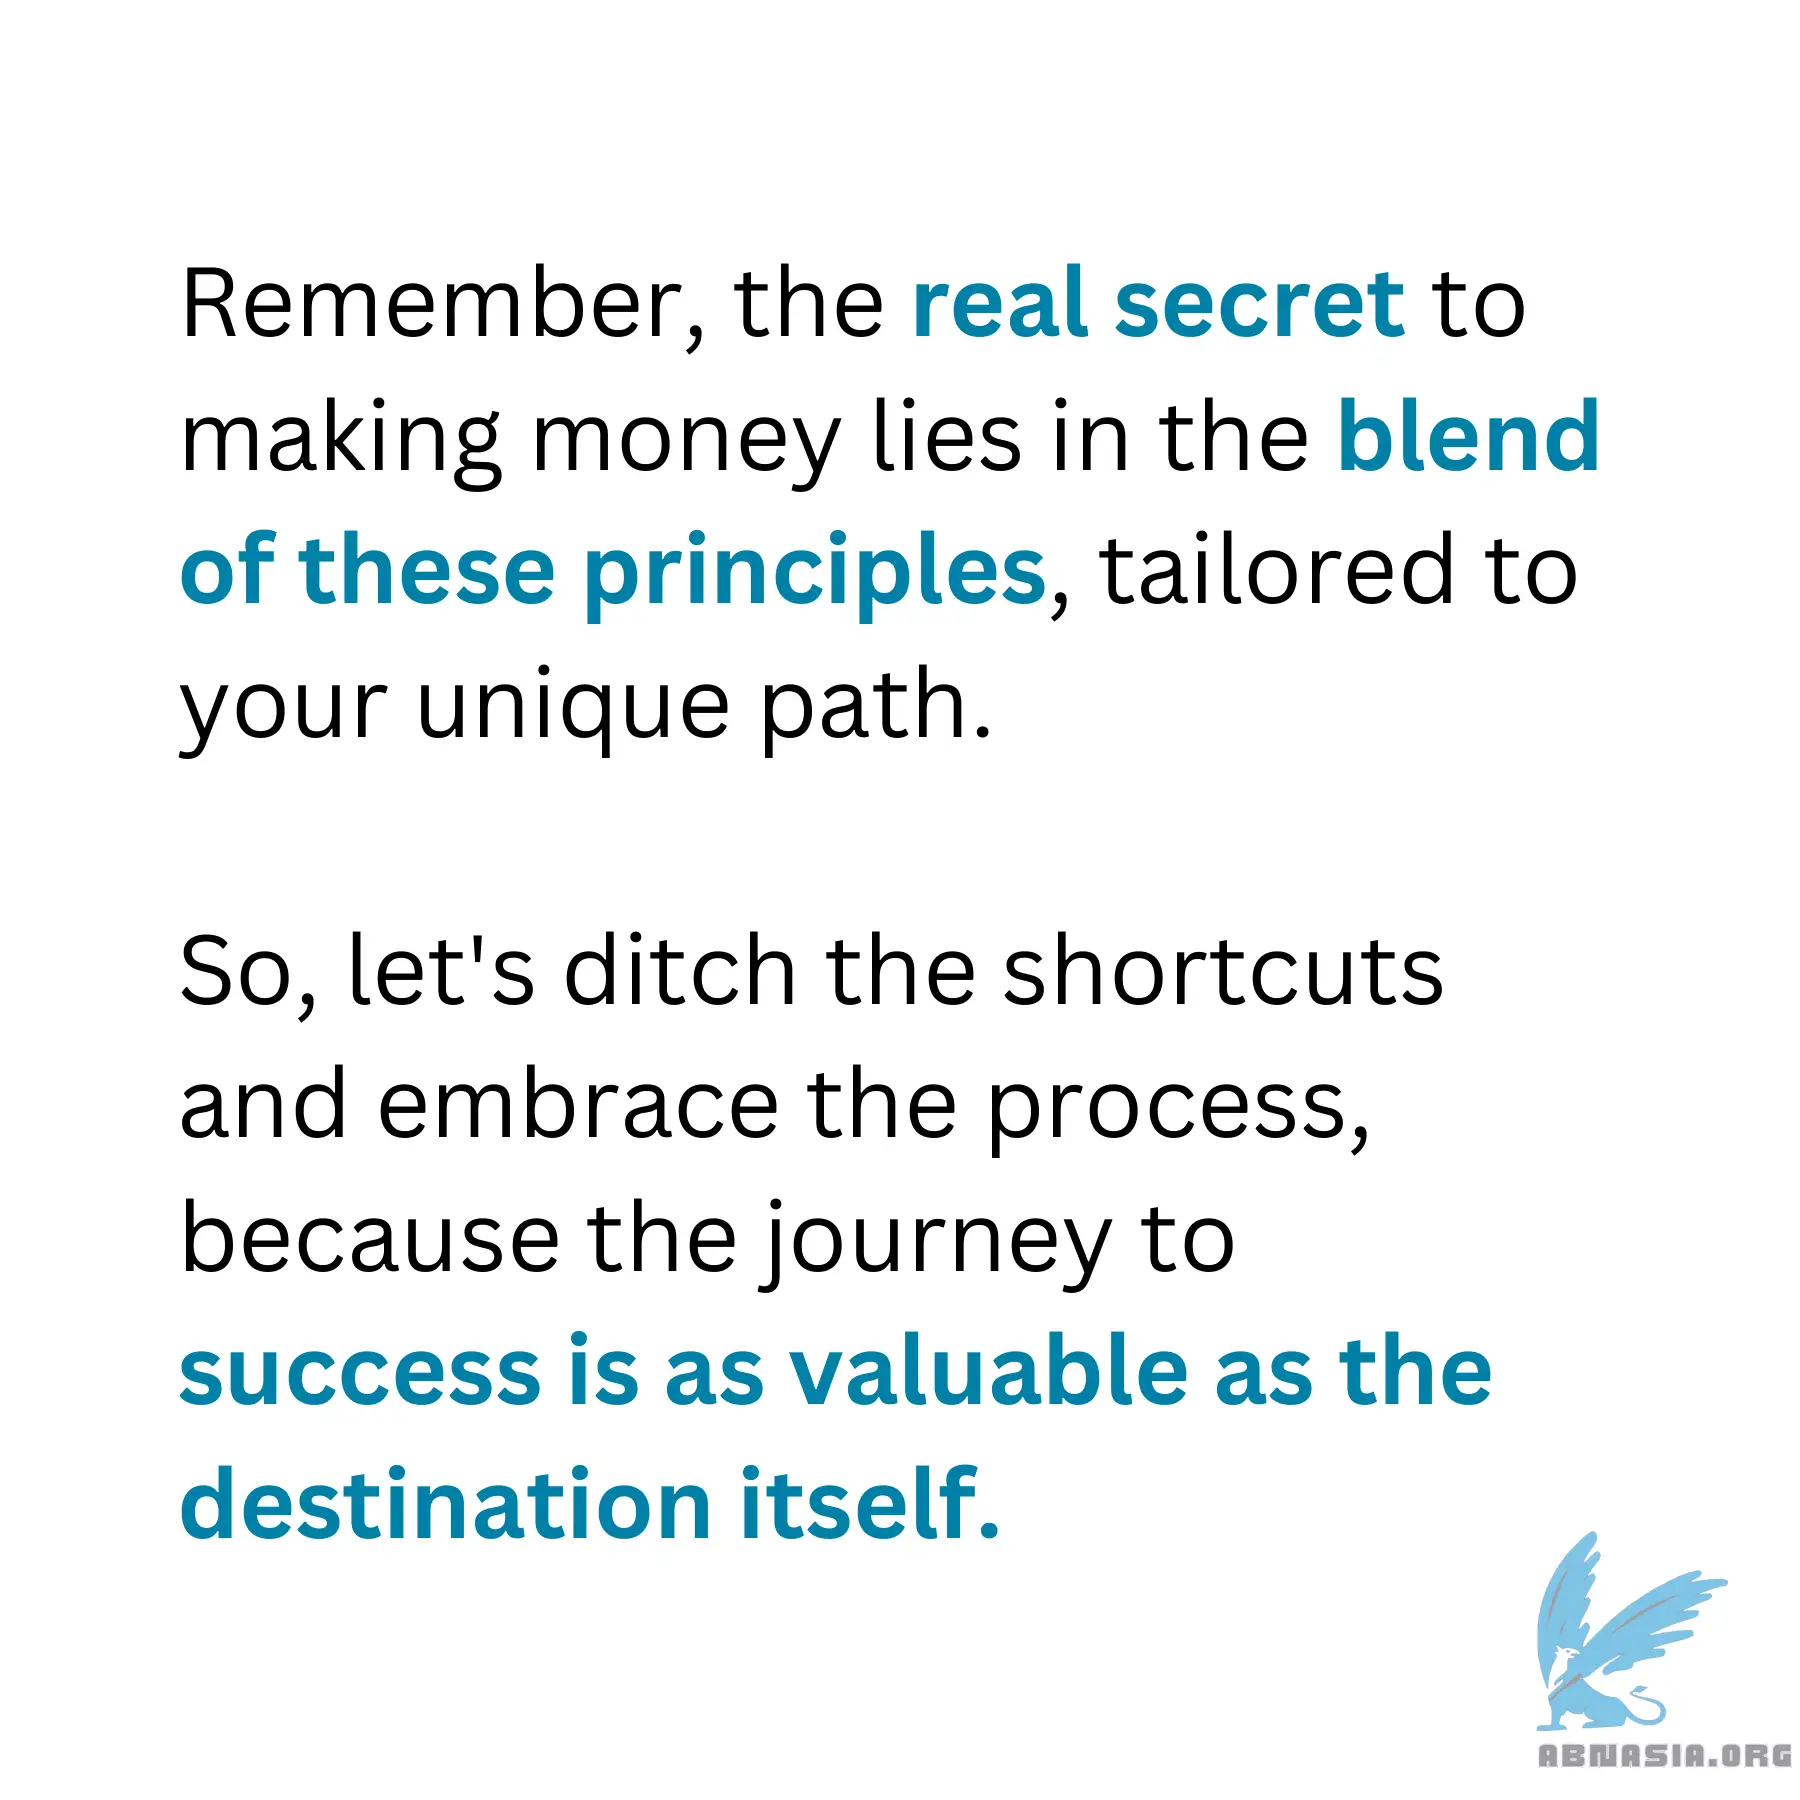 Remember, the real secret to
making money lies in the blend
of these principles, tailored to
your unique path.
So, let's ditch the shortcuts
and embrace the process,
because the journey to
success is as valuable as the
destination itself.
ABNASIA.ORG